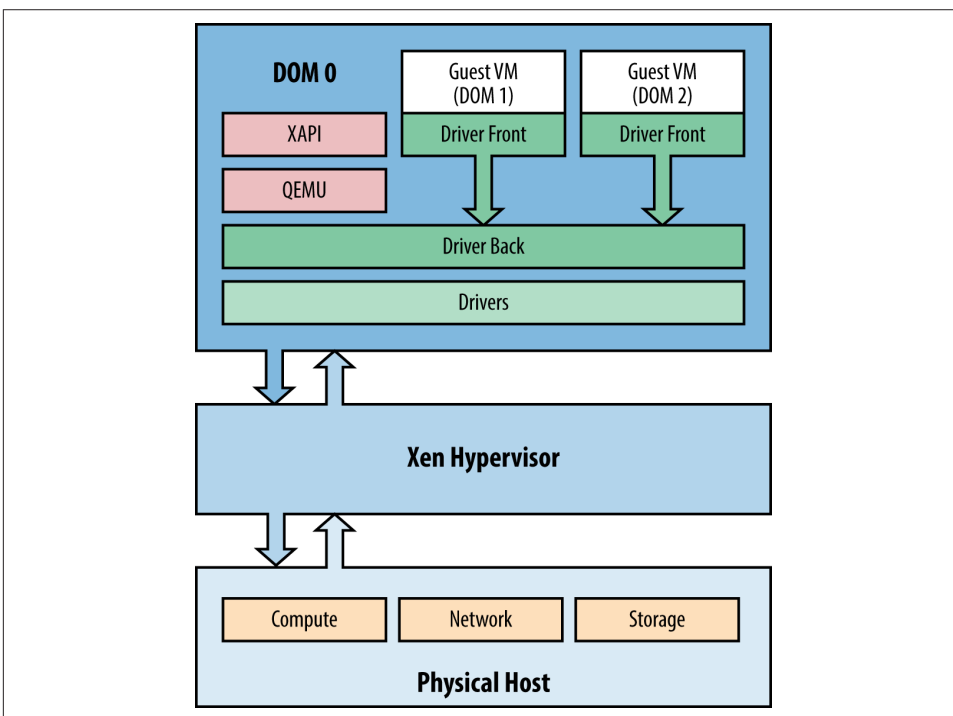 DOM 0
Guest VM
(DOM 1)
Guest VM
(DOM 2)
XAPI
Driver Front
Driver Front
QEMU
Driver Back
Drivers
Xen Hypervisor
Compute
Network
Storage
Physical Host